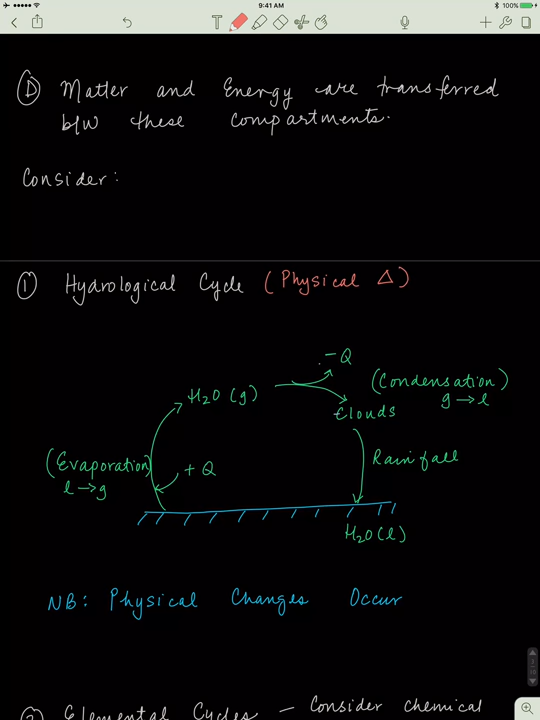 9:41 AM
100%
T
D Matter and Energy are transferred
b/w these compartments.
Consider:
① Hydrological Cycle (Physical Δ)
- Q
H2O (g)
(Condensation)
g → l
Clouds
(Evaporation)
l → g
+ Q
Rainfall
H2O (l)
NB: Physical Changes Occur
② Elemental Cycles - Consider chemical